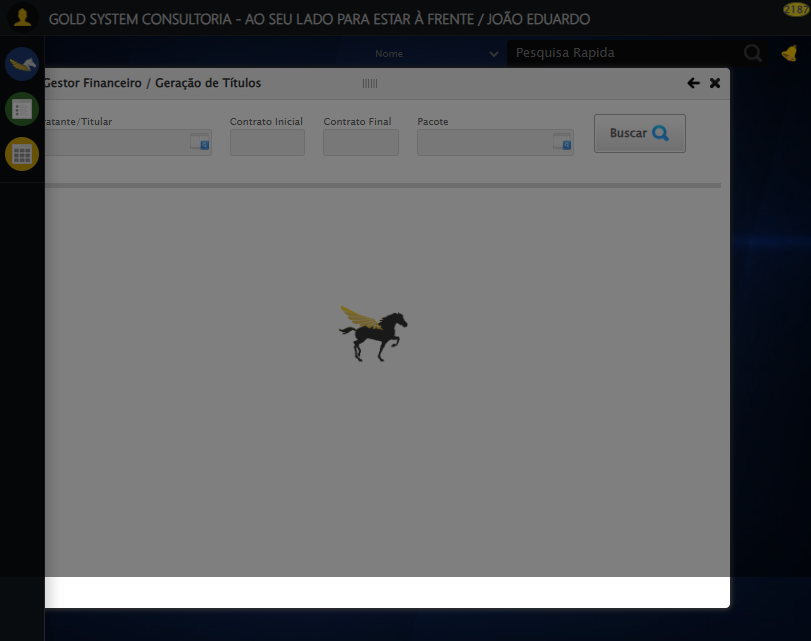 GOLD SYSTEM CONSULTORIA - AO SEU LADO PARA ESTAR À FRENTE / JOÃO EDUARDO
2187
Nome
Pesquisa Rapida
Gestor Financeiro / Geração de Títulos
ratante/Titular
Contrato Inicial
Contrato Final
Pacote
Buscar